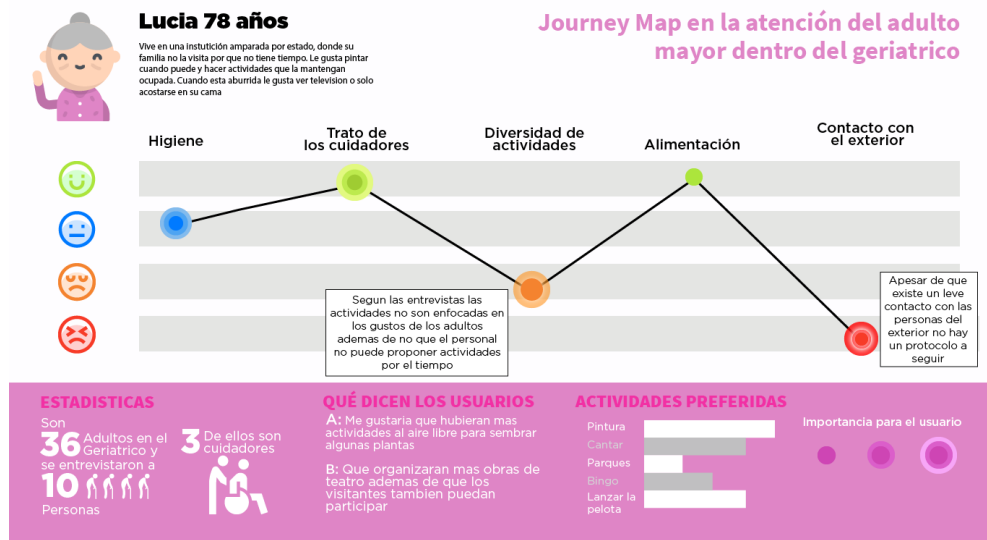 Lucia 78 años
Vive en una instutición amparada por estado, donde su
familia no la visita por que no tiene tiempo. Le gusta pintar
cuando puede y hacer actividades que la mantengan
ocupada. Cuando esta aburrida le gusta ver television o solo
acostarse en su cama
Journey Map en la atención del adulto
mayor dentro del geriatrico
Higiene
Trato de
los cuidadores
Diversidad de
actividades
Alimentación
Contacto con
el exterior
Segun las entrevistas las
actividades no son enfocadas en
los gustos de los adultos
ademas de no que el personal
no puede proponer actividades
por el tiempo
Apesar de que
existe un leve
contacto con las
personas del
exterior no hay
un protocolo a
seguir
ESTADISTICAS
Son
36 Adultos en el
Geriatrico y
se entrevistaron a
10
Personas
3 De ellos son
cuidadores
QUÉ DICEN LOS USUARIOS
A: Me gustaria que hubieran mas
actividades al aire libre para sembrar
algunas plantas
B: Que organizaran mas obras de
teatro ademas de que los
visitantes tambien puedan
participar
ACTIVIDADES PREFERIDAS
Pintura
Cantar
Parques
Bingo
Lanzar la
pelota
Importancia para el usuario